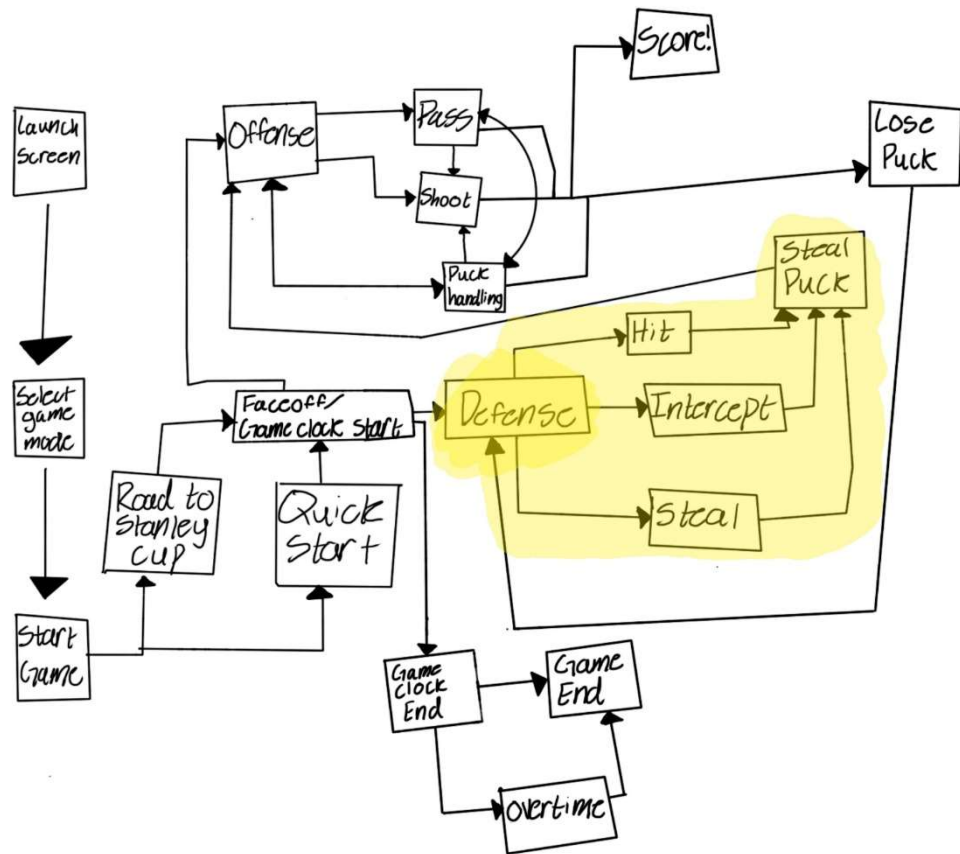 Score!
Launch
Screen
Offense
Pass
Lose
Puck
Shoot
Steal
Puck
Puck
handling
Hit
Select
game
mode
Faceoff/
Game clock start
Defense
Intercept
Road to
Stanley
Cup
Quick
Start
Steal
Start
Game
Game
Clock
End
Game
End
Overtime